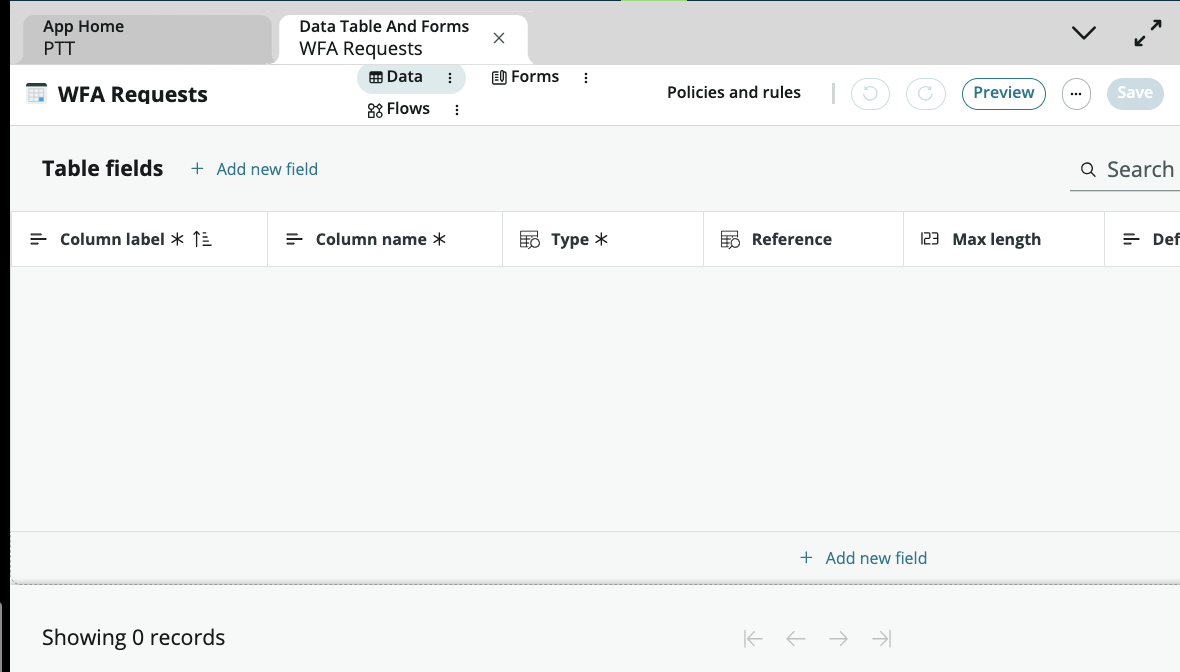 App Home
PTT
Data Table And Forms
WFA Requests
WFA Requests
Data
Forms
Flows
Policies and rules
Preview
Save
Table fields
+ Add new field
Search
Column label *
Column name *
Type *
Reference
123 Max length
Def
+ Add new field
Showing 0 records